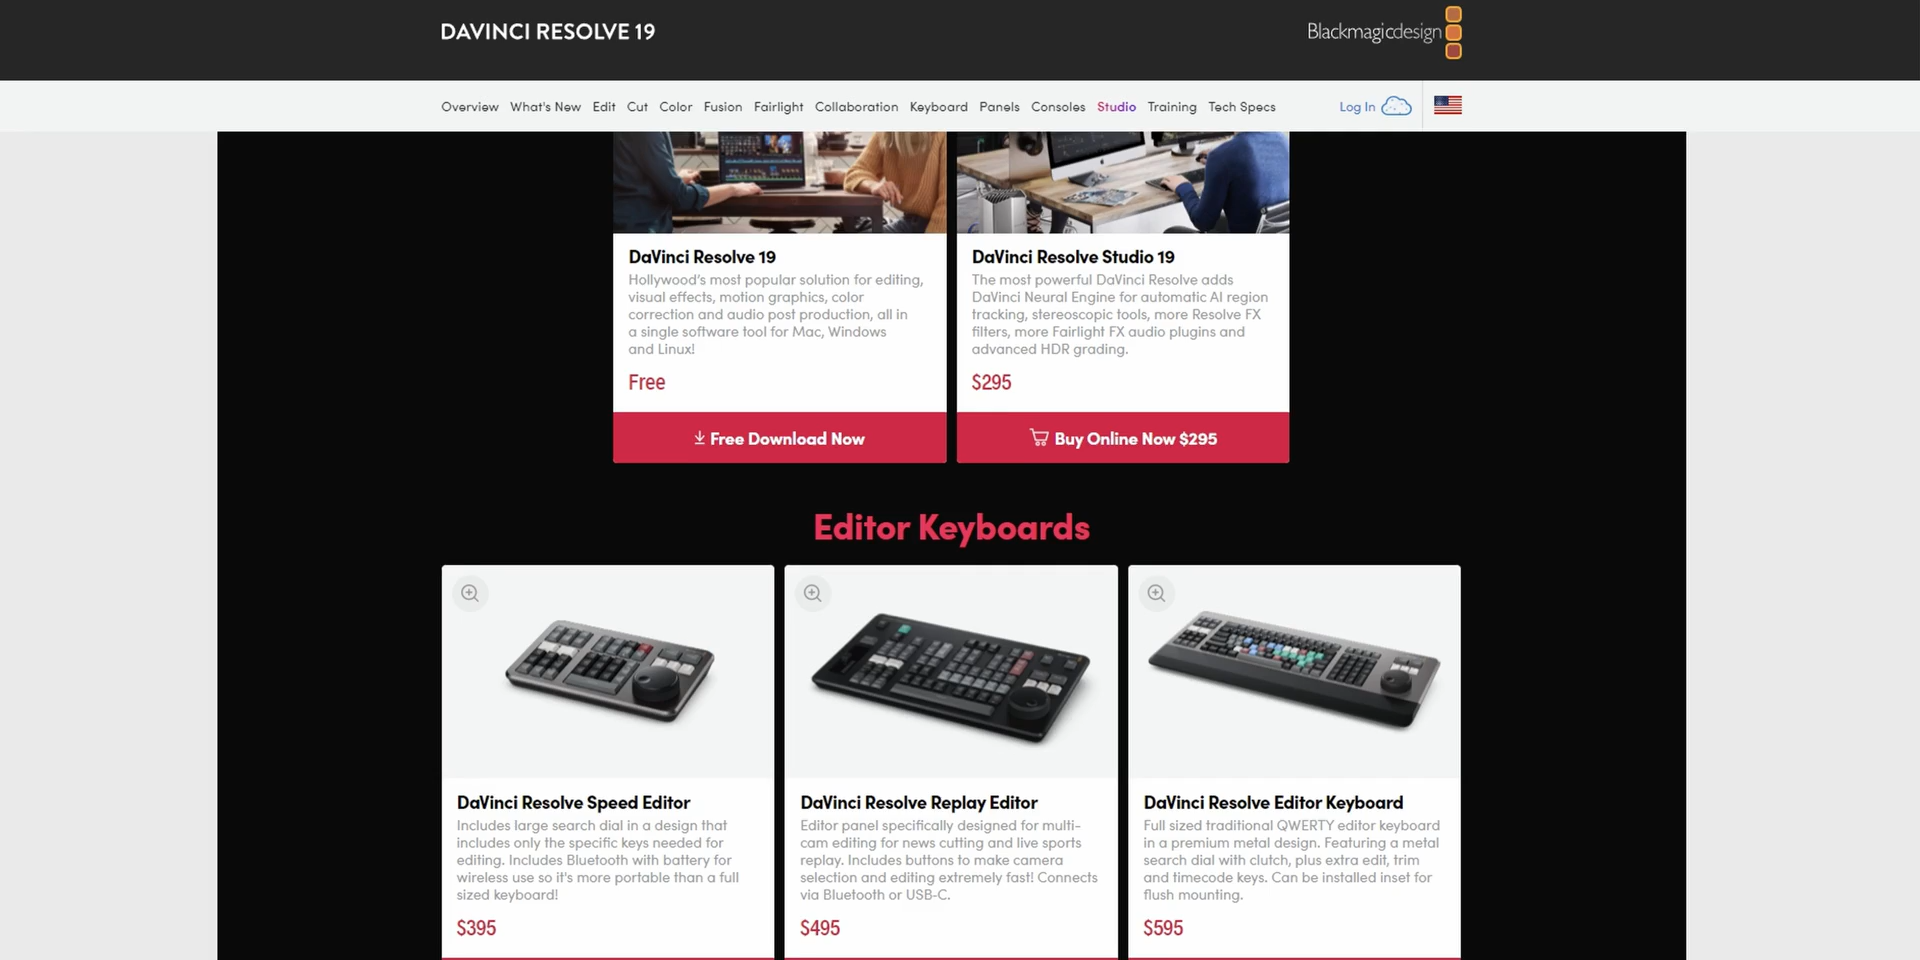 DAVINCI RESOLVE 19
Blackmagicdesign
Overview What's New Edit Cut Color Fusion Fairlight Collaboration Keyboard Panels Consoles Studio Training Tech Specs Log In
DaVinci Resolve 19
Hollywood's most popular solution for editing,
visual effects, motion graphics, color
correction and audio post production, all in
a single software tool for Mac, Windows
and Linux!
Free
Free Download Now
DaVinci Resolve Studio 19
The most powerful DaVinci Resolve adds
DaVinci Neural Engine for automatic AI region
tracking, stereoscopic tools, more Resolve FX
filters, more Fairlight FX audio plugins and
advanced HDR grading.
$295
Buy Online Now $295
Editor Keyboards
DaVinci Resolve Speed Editor
Includes large search dial in a design that
includes only the specific keys needed for
editing. Includes Bluetooth with battery for
wireless use so it's more portable than a full
sized keyboard!
$395
DaVinci Resolve Replay Editor
Editor panel specifically designed for multi-
cam editing for news cutting and live sports
replay. Includes buttons to make camera
selection and editing extremely fast! Connects
via Bluetooth or USB-C.
$495
DaVinci Resolve Editor Keyboard
Full sized traditional QWERTY editor keyboard
in a premium metal design. Featuring a metal
search dial with clutch, plus extra edit, trim
and timecode keys. Can be installed inset for
flush mounting.
$595